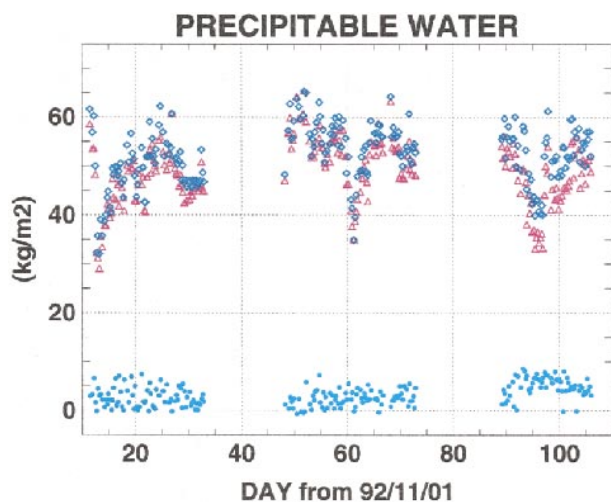 PRECIPITABLE WATER
60
40
20
0
(kg/m2)
20 40 60 80 100
DAY from 92/11/01